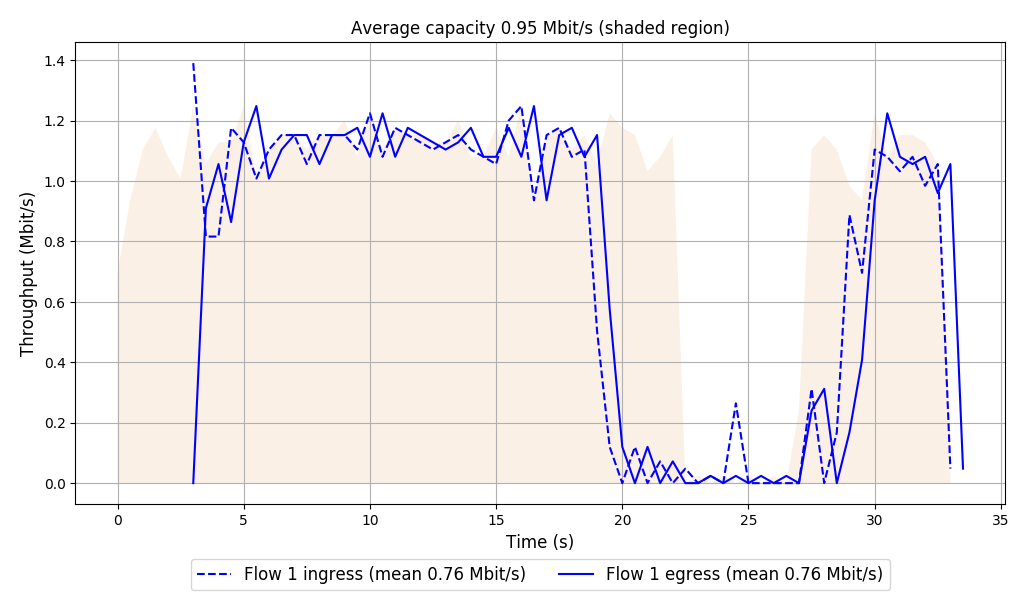 Average capacity 0.95 Mbit/s (shaded region)
Throughput (Mbit/s)
1.4
1.2
1.0
0.8
0.6
0.4
0.2
0.0
0 5 10 15 20 25 30 35
Time (s)
Flow 1 ingress (mean 0.76 Mbit/s) Flow 1 egress (mean 0.76 Mbit/s)